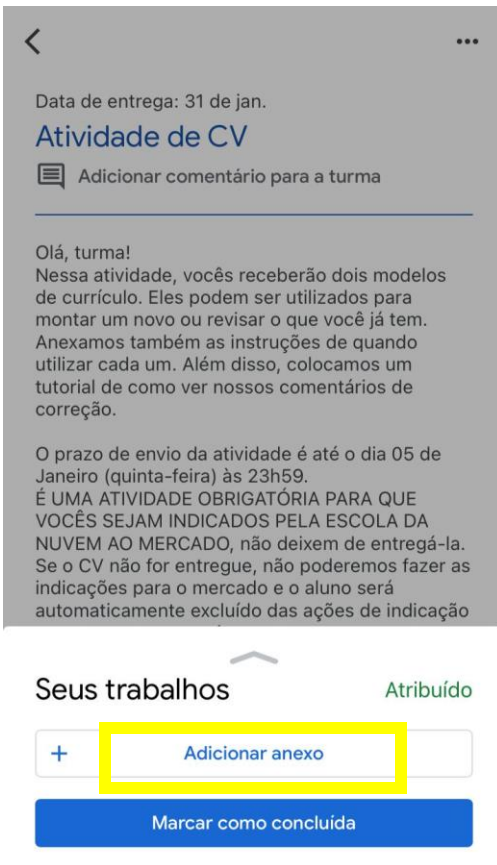 Data de entrega: 31 de jan.
Atividade de CV
Adicionar comentário para a turma
Olá, turma!
Nessa atividade, vocês receberão dois modelos
de currículo. Eles podem ser utilizados para
montar um novo ou revisar o que você já tem.
Anexamos também as instruções de quando
utilizar cada um. Além disso, colocamos um
tutorial de como ver nossos comentários de
correção.
O prazo de envio da atividade é até o dia 05 de
Janeiro (quinta-feira) às 23h59.
É UMA ATIVIDADE OBRIGATÓRIA PARA QUE
VOCÊS SEJAM INDICADOS PELA ESCOLA DA
NUVEM AO MERCADO, não deixem de entregá-la.
Se o CV não for entregue, não poderemos fazer as
indicações para o mercado e o aluno será
automaticamente excluído das ações de indicação
Seus trabalhos
Atribuído
+ Adicionar anexo
Marcar como concluída